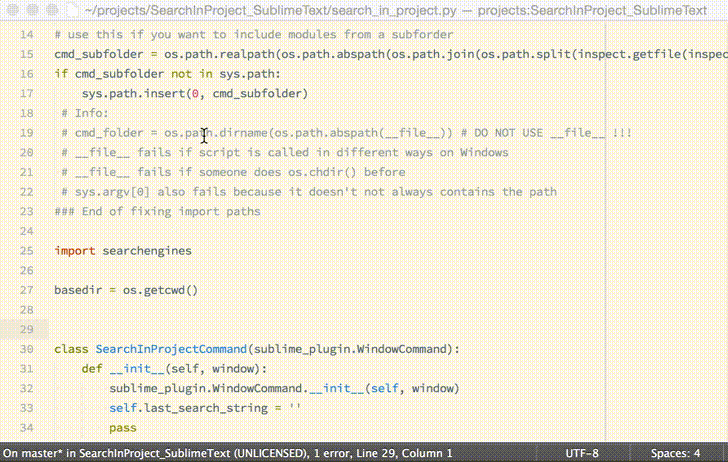 ~/projects/SearchInProject_SublimeText/search_in_project.py — projects:SearchInProject_SublimeText
14 # use this if you want to include modules from a subforder
15 cmd_subfolder = os.path.realpath(os.path.abspath(os.path.join(os.path.split(inspect.getfile(inspec
16 if cmd_subfolder not in sys.path:
17 sys.path.insert(0, cmd_subfolder)
18 # Info:
19 # cmd_folder = os.path.dirname(os.path.abspath(__file__)) # DO NOT USE __file__ !!!
20 # __file__ fails if script is called in different ways on Windows
21 # __file__ fails if someone does os.chdir() before
22 # sys.argv[0] also fails because it doesn't not always contains the path
23 ### End of fixing import paths
24
25 import searchengines
26
27 basedir = os.getcwd()
28
29
30 class SearchInProjectCommand(sublime_plugin.WindowCommand):
31 def __init__(self, window):
32 sublime_plugin.WindowCommand.__init__(self, window)
33 self.last_search_string = ''
34 pass
On master* in SearchInProject_SublimeText (UNLICENSED), 1 error, Line 29, Column 1 UTF-8 Spaces: 4